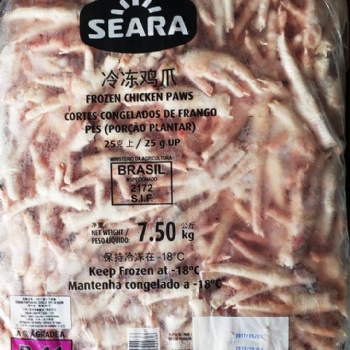 SEARA
冷冻鸡爪
FROZEN CHICKEN PAWS
CORTES CONGELADOS DE FRANGO
PÉS (PORÇÃO PLANTAR)
25克上 / 25 g UP
MINISTÉRIO DA AGRICULTURA
BRASIL
INSPECIONADO
2172
S.I.F.
净重
NET WEIGHT/
PESO LÍQUIDO:
7.50 公斤
kg
保持冷冻在 -18°C
Keep Frozen at -18°C
Mantenha congelado a -18°C